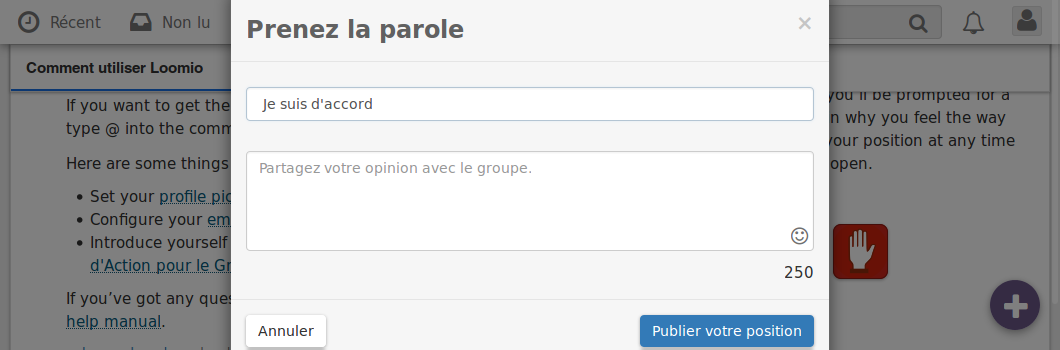 Récent
Non lu
Prenez la parole
×
Comment utiliser Loomio
Je suis d'accord
If you want to get the
you'll be prompted for a
type @ into the comm
n why you feel the way
your position at any time
Here are some things
open.
Partagez votre opinion avec le groupe.
Set your profile pic
Configure your em
Introduce yourself
d'Action pour le Gr
250
If you've got any ques
help manual.
Annuler
Publier votre position